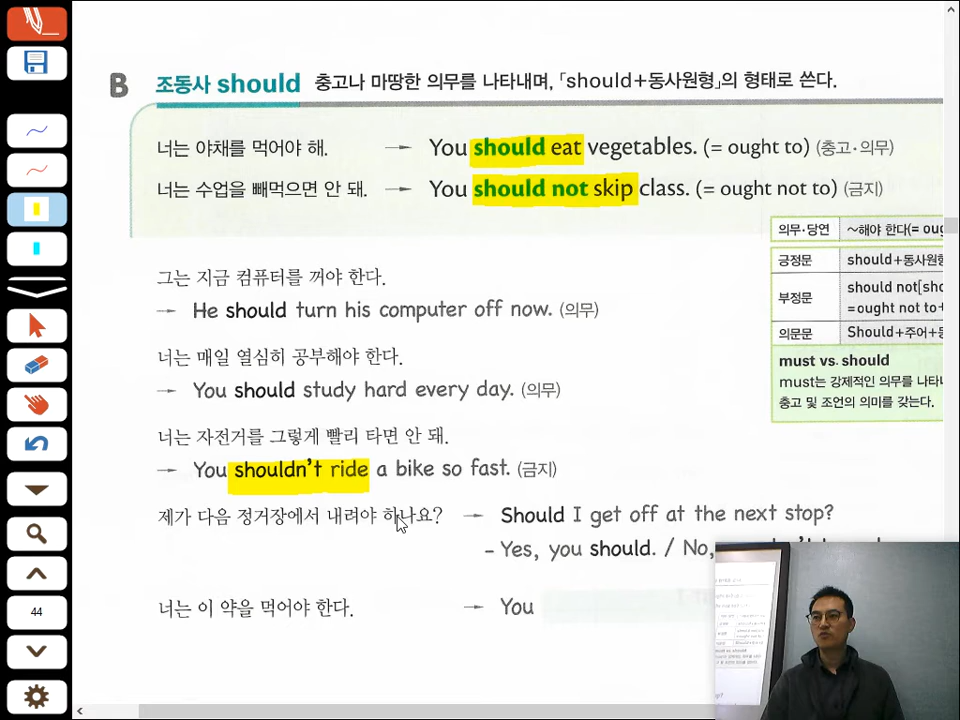 B 조동사 should 충고나 마땅한 의무를 나타내며, 「should+동사원형」의 형태로 쓴다.
너는 야채를 먹어야 해. → You should eat vegetables. (= ought to) (충고·의무)
너는 수업을 빼먹으면 안 돼. → You should not skip class. (= ought not to) (금지)
의무·당연 ~해야 한다(= oug
그는 지금 컴퓨터를 꺼야 한다.
→ He should turn his computer off now. (의무)
긍정문 should+동사원형
부정문 should not[sho
=ought not to+
의문문 Should+주어+동
너는 매일 열심히 공부해야 한다.
→ You should study hard every day. (의무)
must vs. should
must는 강제적인 의무를 나타내
충고 및 조언의 의미를 갖는다.
너는 자전거를 그렇게 빨리 타면 안 돼.
→ You shouldn't ride a bike so fast. (금지)
제가 다음 정거장에서 내려야 하나요? → Should I get off at the next stop?
– Yes, you should. / No,
너는 이 약을 먹어야 한다. → You
44